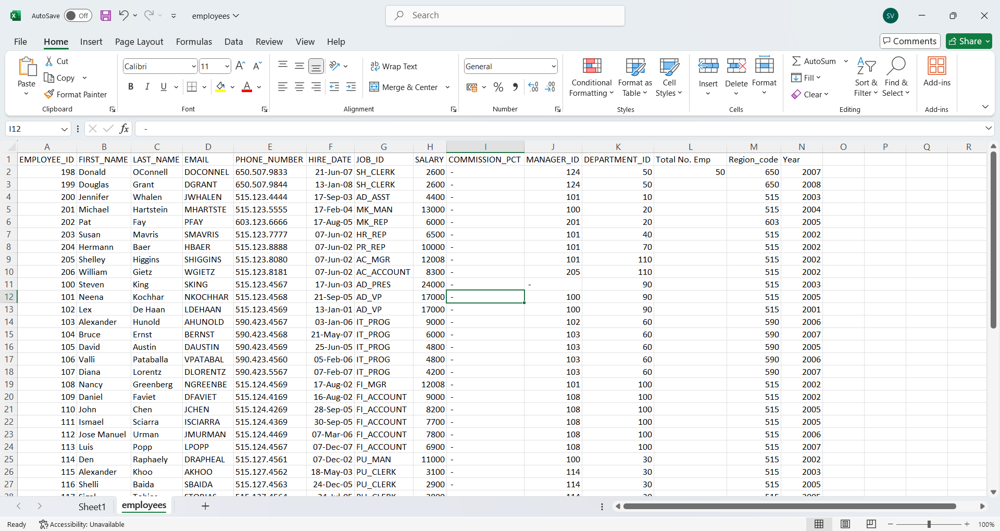 AutoSave Off employees Search SV
File Home Insert Page Layout Formulas Data Review View Help Comments Share
Paste Cut Copy Format Painter Clipboard
Calibri 11 B I U A Font
Wrap Text Merge & Center Alignment
General % Number
Conditional Formatting Format as Table Cell Styles Styles
Insert Delete Format Cells
AutoSum Fill Clear Sort & Filter Find & Select Editing
Add-ins Add-ins
I12 fx -
A B C D E F G H I J K L M N O P Q R
1 EMPLOYEE_ID FIRST_NAME LAST_NAME EMAIL PHONE_NUMBER HIRE_DATE JOB_ID SALARY COMMISSION_PCT MANAGER_ID DEPARTMENT_ID Total No. Emp Region_code Year
2 198 Donald OConnell DOCONNEL 650.507.9833 21-Jun-07 SH_CLERK 2600 - 124 50 50 650 2007
3 199 Douglas Grant DGRANT 650.507.9844 13-Jan-08 SH_CLERK 2600 - 124 50 650 2008
4 200 Jennifer Whalen JWHALEN 515.123.4444 17-Sep-03 AD_ASST 4400 - 101 10 515 2003
5 201 Michael Hartstein MHARTSTE 515.123.5555 17-Feb-04 MK_MAN 13000 - 100 20 515 2004
6 202 Pat Fay PFAY 603.123.6666 17-Aug-05 MK_REP 6000 - 201 20 603 2005
7 203 Susan Mavris SMAVRIS 515.123.7777 07-Jun-02 HR_REP 6500 - 101 40 515 2002
8 204 Hermann Baer HBAER 515.123.8888 07-Jun-02 PR_REP 10000 - 101 70 515 2002
9 205 Shelley Higgins SHIGGINS 515.123.8080 07-Jun-02 AC_MGR 12008 - 101 110 515 2002
10 206 William Gietz WGIETZ 515.123.8181 07-Jun-02 AC_ACCOUNT 8300 - 205 110 515 2002
11 100 Steven King SKING 515.123.4567 17-Jun-03 AD_PRES 24000 - - 90 515 2003
12 101 Neena Kochhar NKOCHHAR 515.123.4568 21-Sep-05 AD_VP 17000 - 100 90 515 2005
13 102 Lex De Haan LDEHAAN 515.123.4569 13-Jan-01 AD_VP 17000 - 100 90 515 2001
14 103 Alexander Hunold AHUNOLD 590.423.4567 03-Jan-06 IT_PROG 9000 - 102 60 590 2006
15 104 Bruce Ernst BERNST 590.423.4568 21-May-07 IT_PROG 6000 - 103 60 590 2007
16 105 David Austin DAUSTIN 590.423.4569 25-Jun-05 IT_PROG 4800 - 103 60 590 2005
17 106 Valli Pataballa VPATABAL 590.423.4560 05-Feb-06 IT_PROG 4800 - 103 60 590 2006
18 107 Diana Lorentz DLORENTZ 590.423.5567 07-Feb-07 IT_PROG 4200 - 103 60 590 2007
19 108 Nancy Greenberg NGREENBE 515.124.4569 17-Aug-02 FI_MGR 12008 - 101 100 515 2002
20 109 Daniel Faviet DFAVIET 515.124.4169 16-Aug-02 FI_ACCOUNT 9000 - 108 100 515 2002
21 110 John Chen JCHEN 515.124.4269 28-Sep-05 FI_ACCOUNT 8200 - 108 100 515 2005
22 111 Ismael Sciarra ISCIARRA 515.124.4369 30-Sep-05 FI_ACCOUNT 7700 - 108 100 515 2005
23 112 Jose Manuel Urman JMURMAN 515.124.4469 07-Mar-06 FI_ACCOUNT 7800 - 108 100 515 2006
24 113 Luis Popp LPOPP 515.124.4567 07-Dec-07 FI_ACCOUNT 6900 - 108 100 515 2007
25 114 Den Raphaely DRAPHEAL 515.127.4561 07-Dec-02 PU_MAN 11000 - 100 30 515 2002
26 115 Alexander Khoo AKHOO 515.127.4562 18-May-03 PU_CLERK 3100 - 114 30 515 2003
27 116 Shelli Baida SBAIDA 515.127.4563 24-Dec-05 PU_CLERK 2900 - 114 30 515 2005
Sheet1 employees
Ready Accessibility: Unavailable 100%